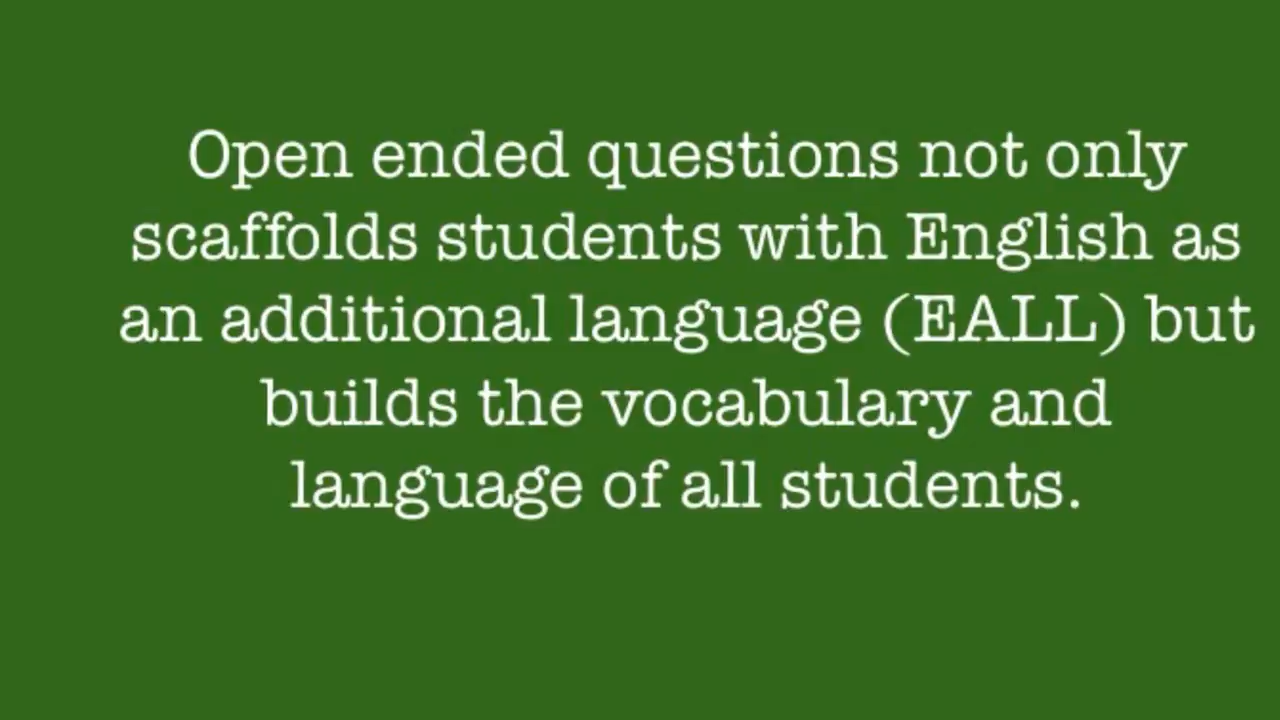 Open ended questions not only
scaffolds students with English as
an additional language (EALL) but
builds the vocabulary and
language of all students.